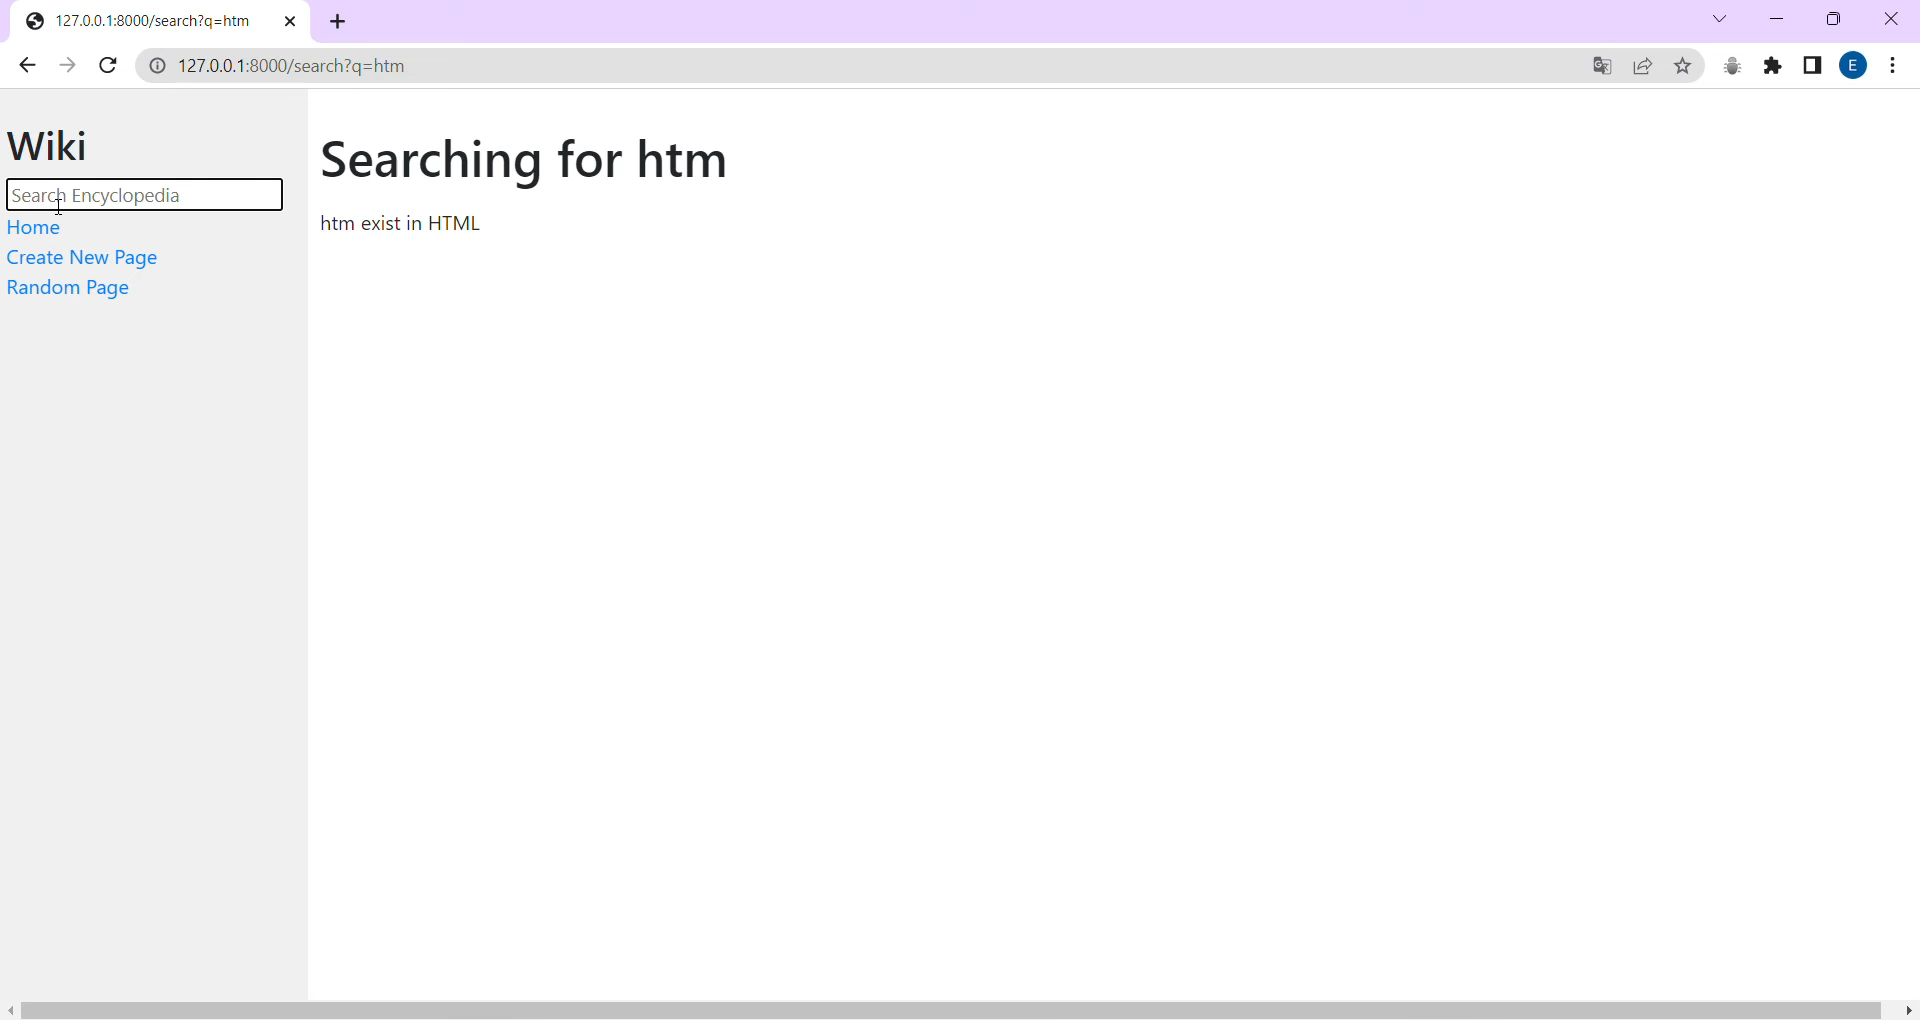 127.0.0.1:8000/search?q=htm
127.0.0.1:8000/search?q=htm
E
Wiki
Search Encyclopedia
Home
Create New Page
Random Page
Searching for htm
htm exist in HTML